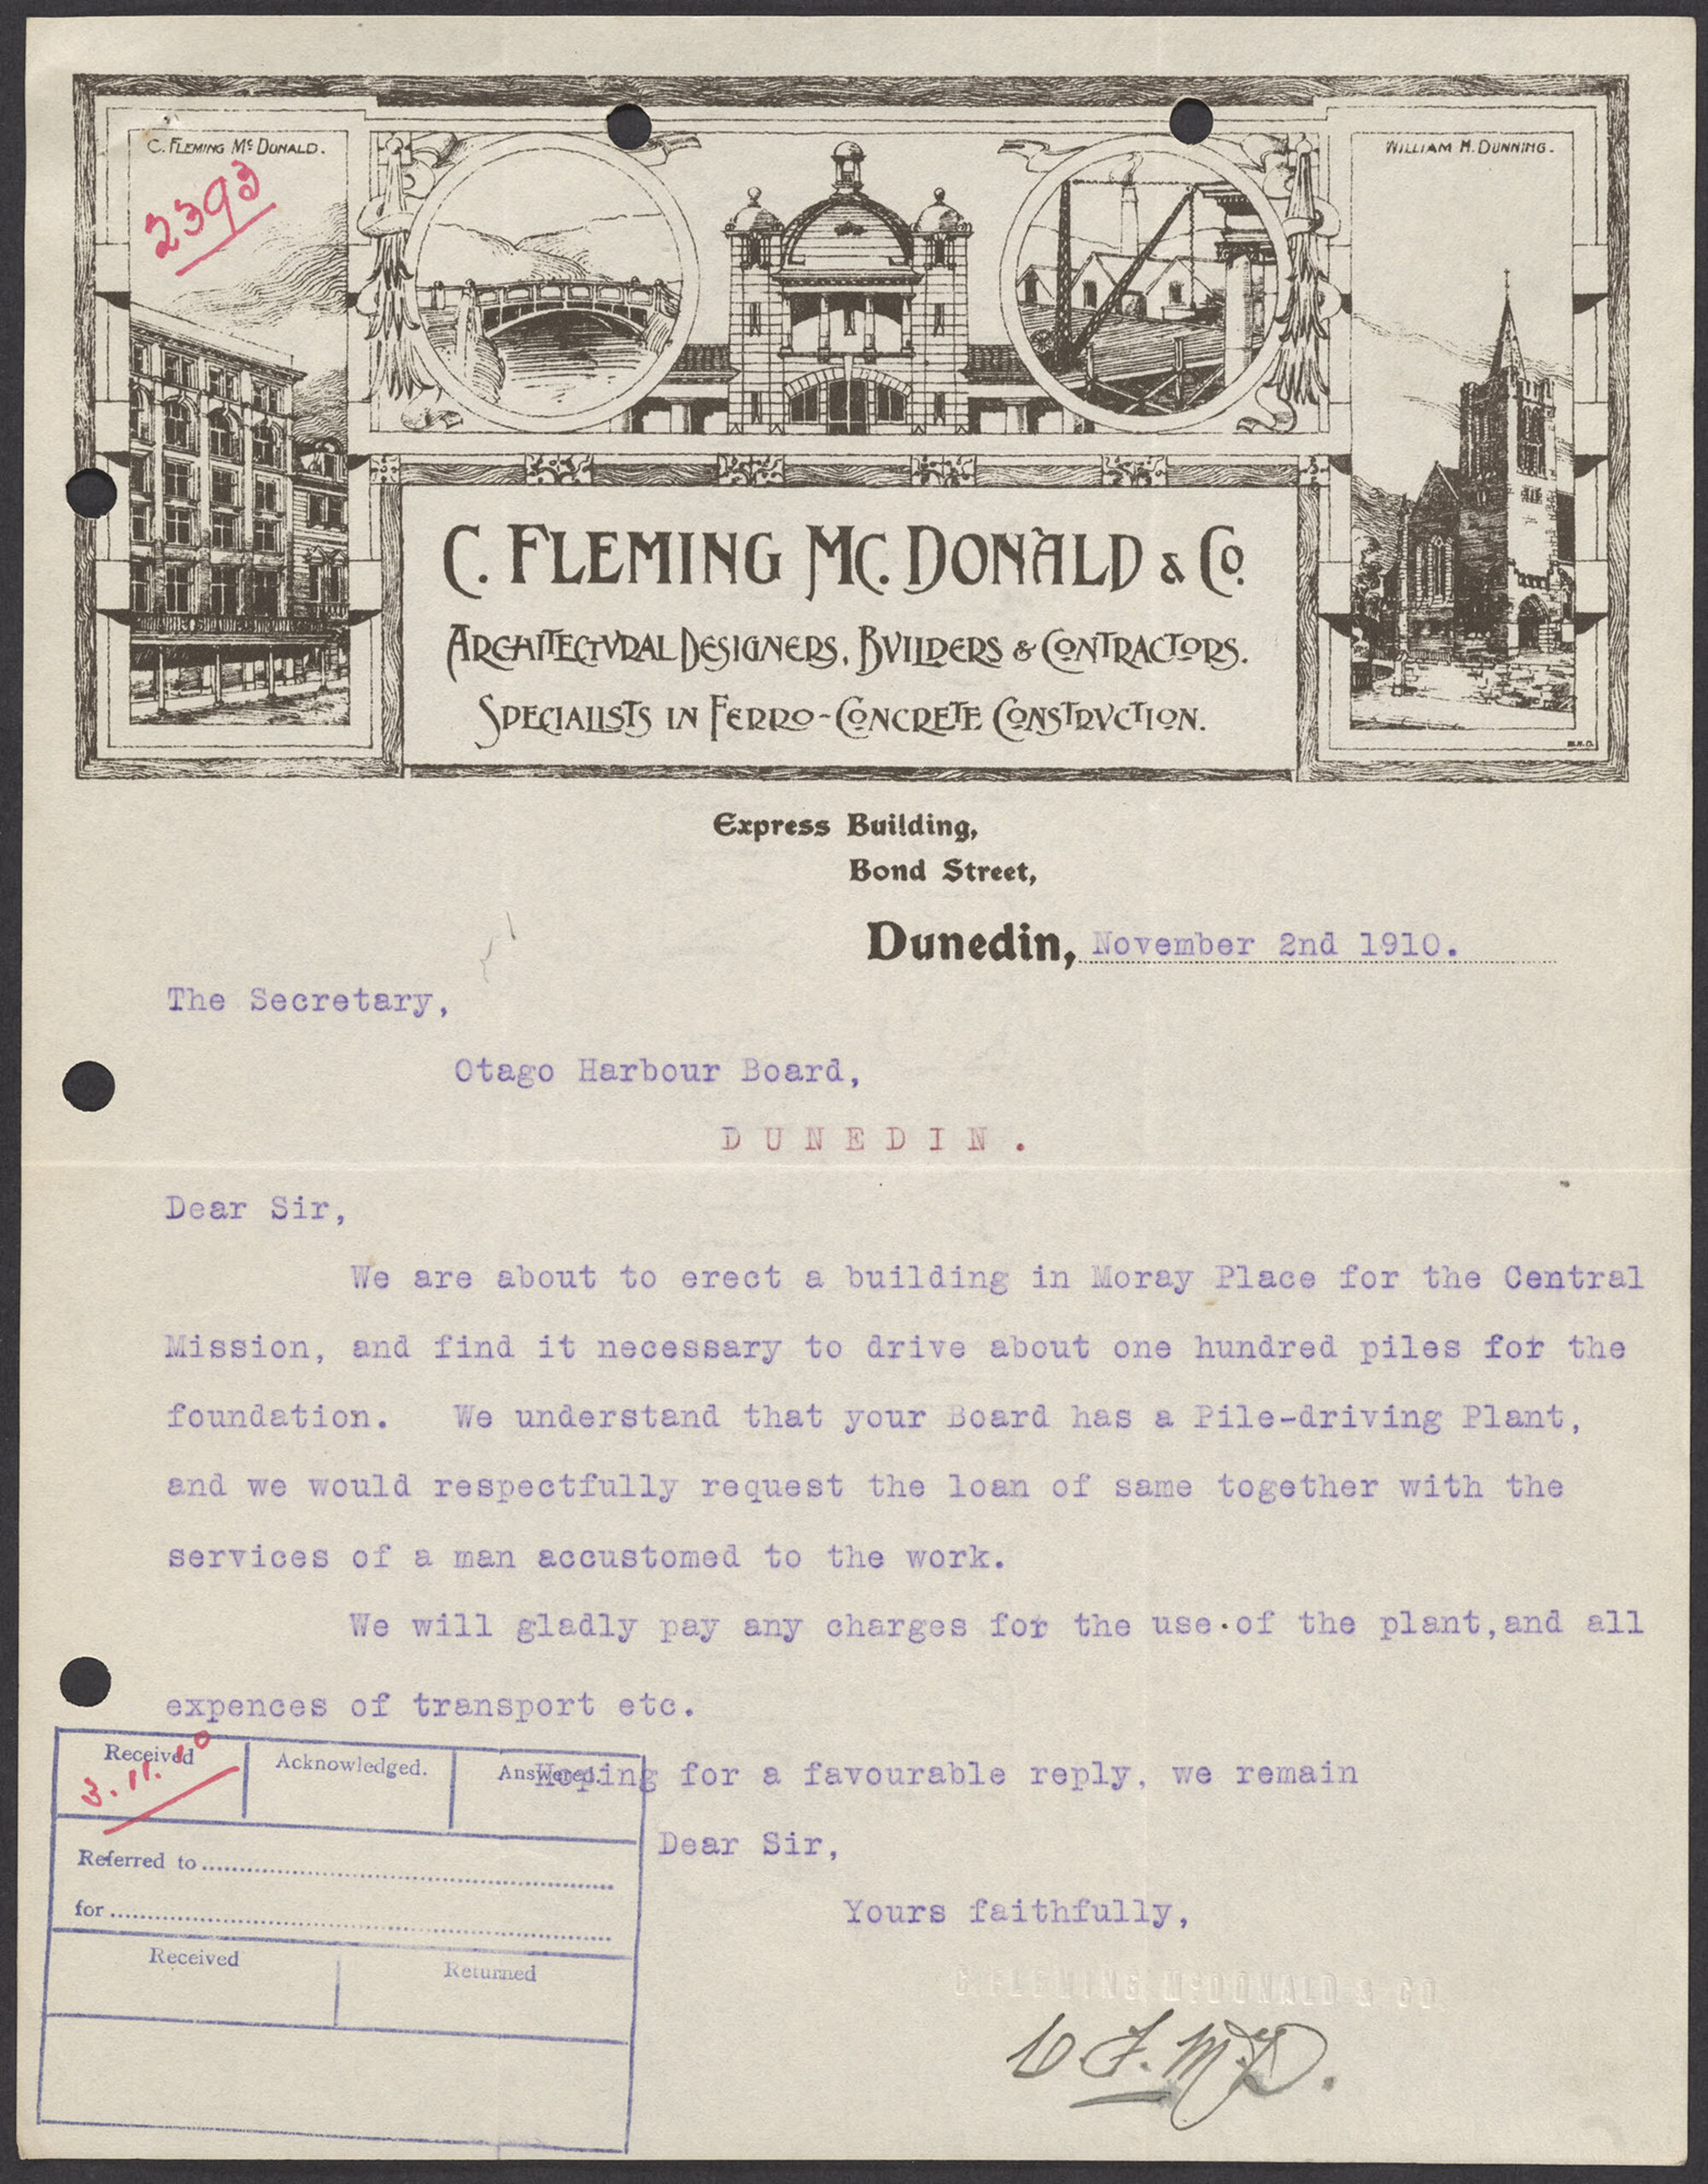 C. FLEMING Mc DONALD.
WILLIAM H. DUNNING.
2393
C. FLEMING MC. DONALD & CO.
ARCHITECTVRAL DESIGNERS, BVILDERS & CONTRACTORS.
SPECIALISTS IN FERRO-CONCRETE CONSTRVCTION.
W.H.D.
Express Building,
Bond Street,
Dunedin, November 2nd 1910.
The Secretary,
Otago Harbour Board,
DUNEDIN.
Dear Sir,
We are about to erect a building in Moray Place for the Central
Mission, and find it necessary to drive about one hundred piles for the
foundation. We understand that your Board has a Pile-driving Plant,
and we would respectfully request the loan of same together with the
services of a man accustomed to the work.
We will gladly pay any charges for the use of the plant,and all
expences of transport etc.
Hoping for a favourable reply, we remain
Dear Sir,
Yours faithfully,
C. FLEMING McDONALD & CO.
C.F.McD.
Received Acknowledged. Answered.
3.11.10
Referred to
for
Received Returned